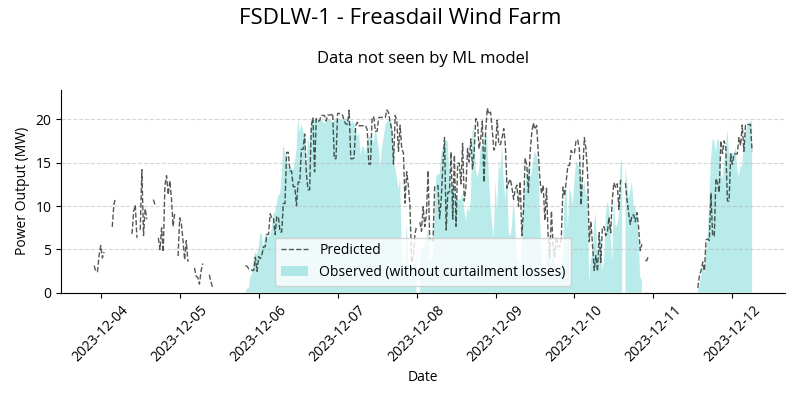 FSDLW-1 - Freasdail Wind Farm
Data not seen by ML model
Power Output (MW)
20
15
10
5
0
Predicted
Observed (without curtailment losses)
2023-12-04
2023-12-05
2023-12-06
2023-12-07
2023-12-08
2023-12-09
2023-12-10
2023-12-11
2023-12-12
Date